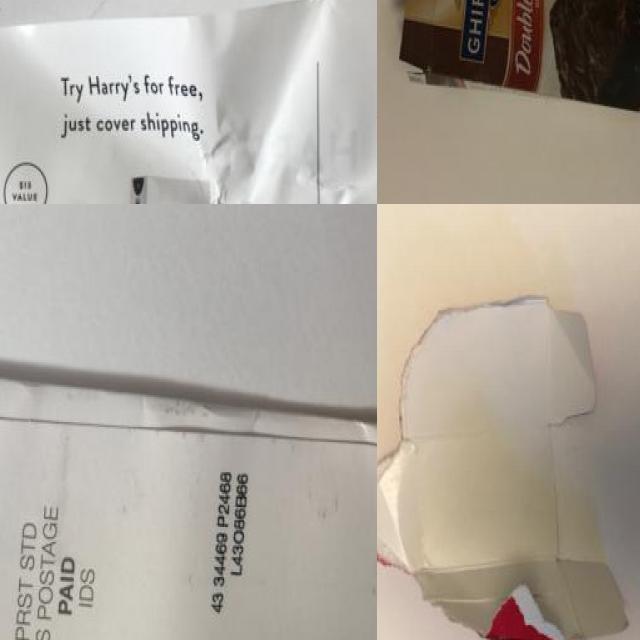 Try Harry's for free,
just cover shipping.
$13
VALUE
GHIR
Double
PRST STD
S POSTAGE
PAID
IDS
43 34469 P2468
L43O86B66